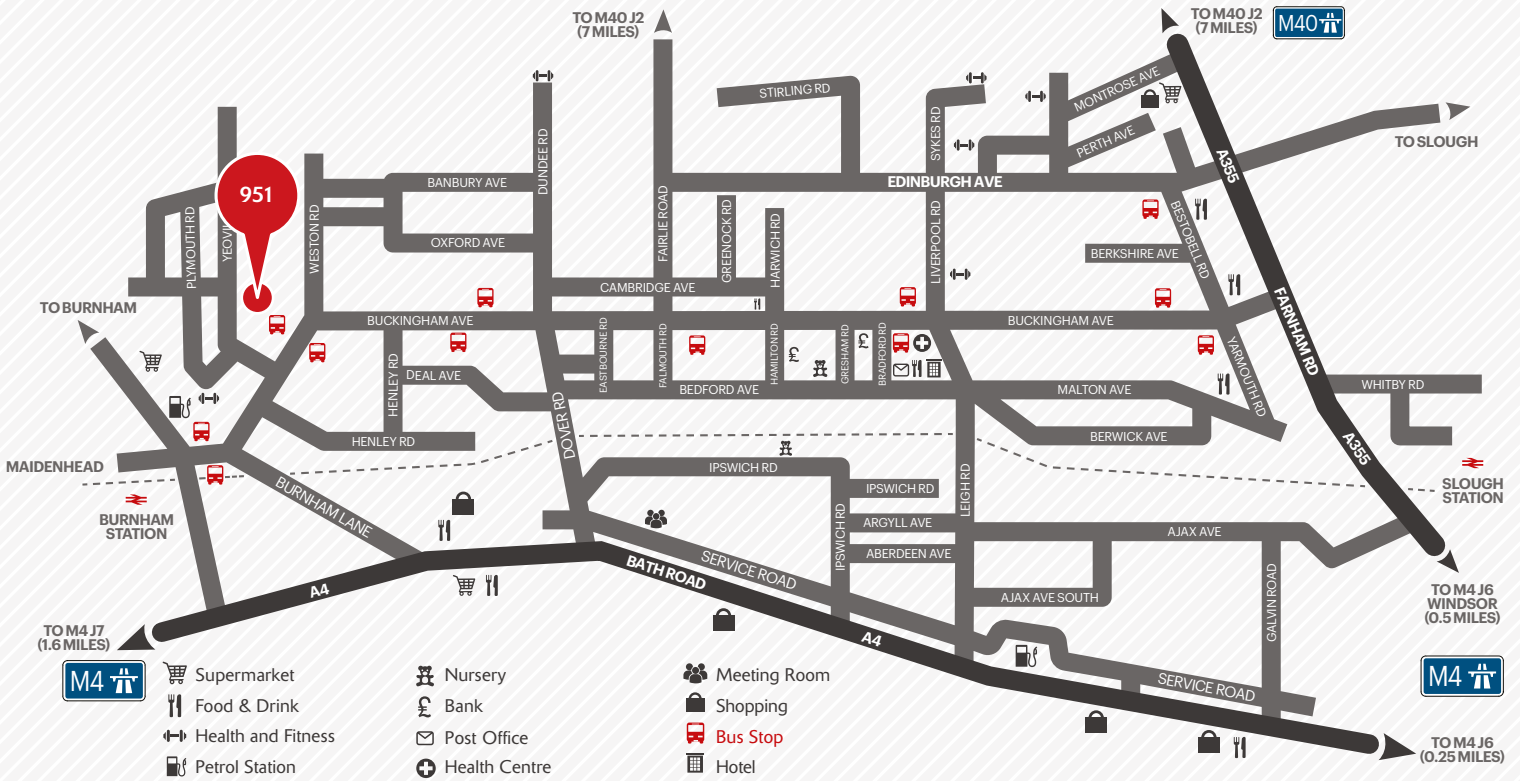 TO M40 J2
(7 MILES)
TO M40 J2
(7 MILES)
M40
STIRLING RD
MONTROSE AVE
PERTH AVE
SYKES RD
TO SLOUGH
A355
DUNDEE RD
BANBURY AVE
EDINBURGH AVE
951
PLYMOUTH RD
WESTON RD
FAIRLIE ROAD
GREENOCK RD
HARWICH RD
LIVERPOOL RD
BESTOBELL RD
OXFORD AVE
BERKSHIRE AVE
CAMBRIDGE AVE
TO BURNHAM
BUCKINGHAM AVE
BUCKINGHAM AVE
FARNHAM RD
HENLEY RD
DEAL AVE
EASTBOURNE RD
FALMOUTH RD
HAMILTON RD
GRESHAM RD
BRADFORD RD
YARMOUTH RD
BEDFORD AVE
MALTON AVE
WHITBY RD
DOVER RD
HENLEY RD
BERWICK AVE
A355
MAIDENHEAD
BURNHAM
STATION
BURNHAM LANE
IPSWICH RD
IPSWICH RD
IPSWICH RD
LEIGH RD
SLOUGH
STATION
ARGYLL AVE
AJAX AVE
ABERDEEN AVE
SERVICE ROAD
BATH ROAD
A4
AJAX AVE SOUTH
GALVIN ROAD
TO M4 J6
WINDSOR
(0.5 MILES)
TO M4 J7
(1.6 MILES)
A4
M4
SERVICE ROAD
M4
TO M4 J6
(0.25 MILES)
Supermarket
Food & Drink
Health and Fitness
Petrol Station
Nursery
£ Bank
Post Office
Health Centre
Meeting Room
Shopping
Bus Stop
Hotel